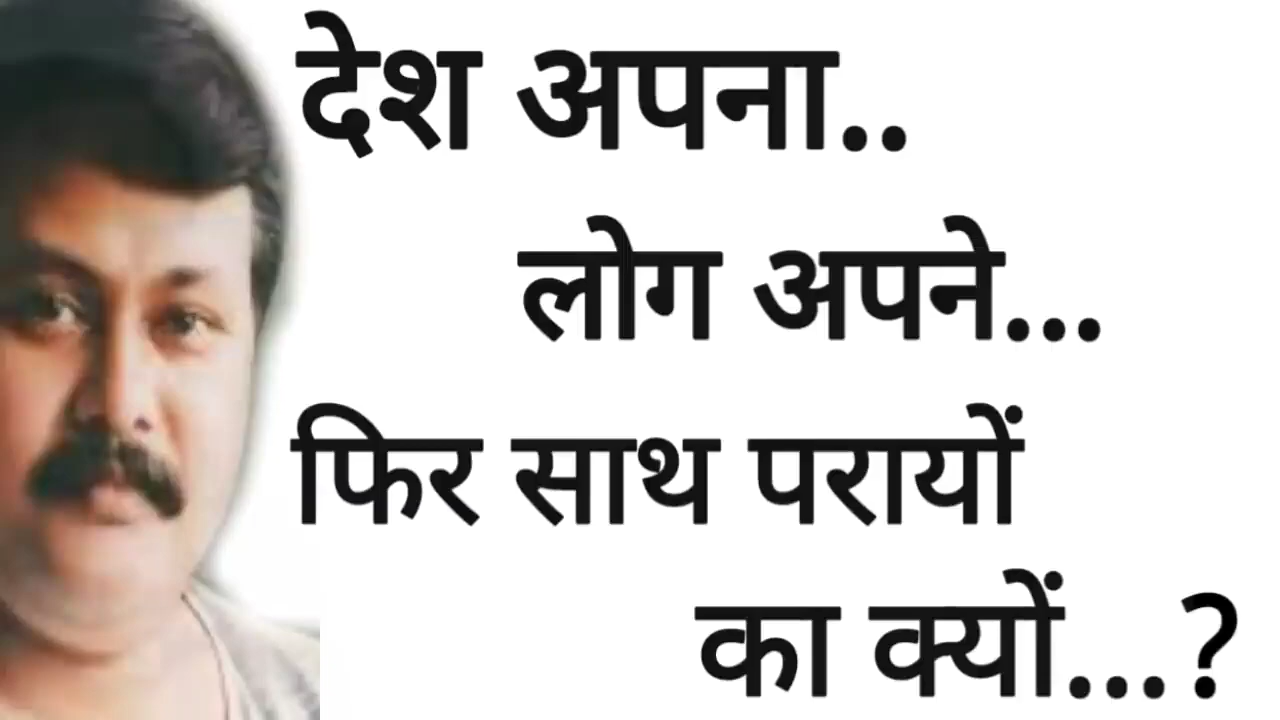 देश अपना..
लोग अपने...
फिर साथ परायों
का क्यों...?